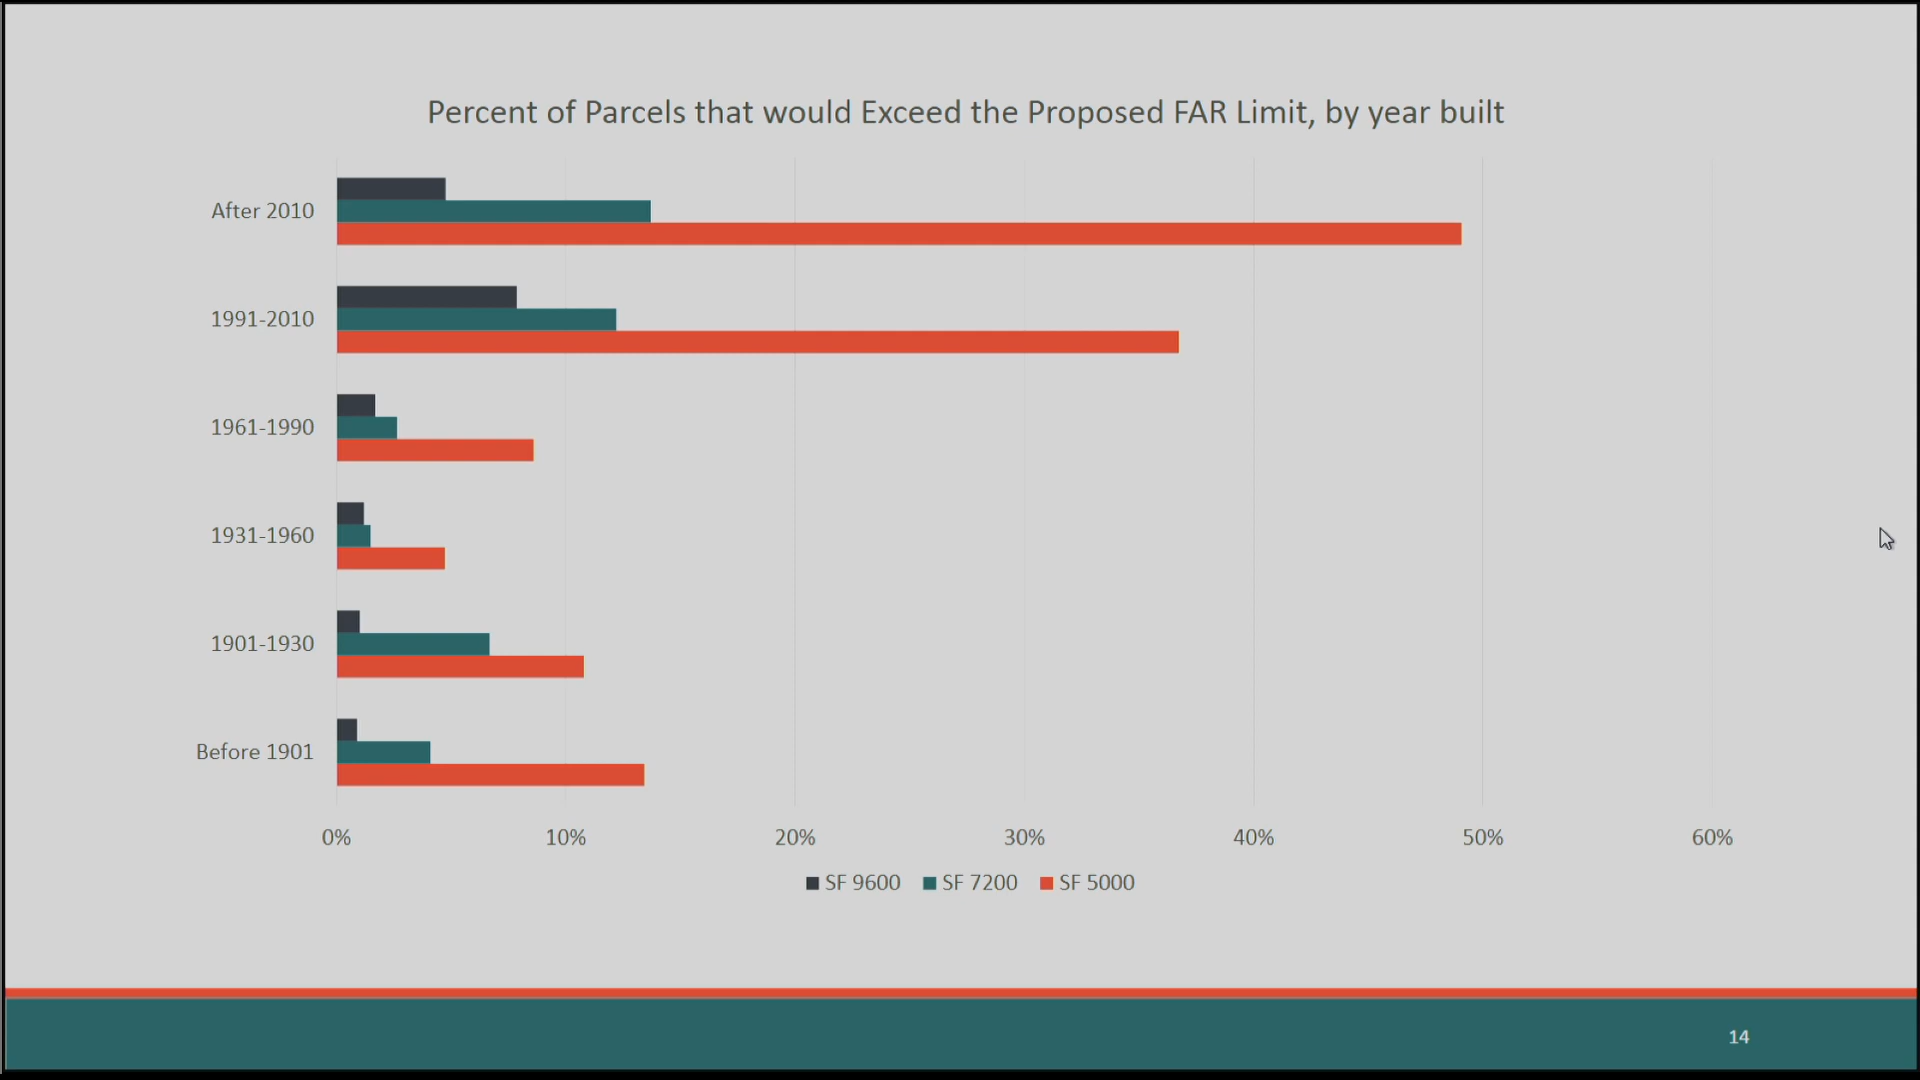 Percent of Parcels that would Exceed the Proposed FAR Limit, by year built
After 2010
1991-2010
1961-1990
1931-1960
1901-1930
Before 1901
0% 10% 20% 30% 40% 50% 60%
SF 9600 SF 7200 SF 5000
14